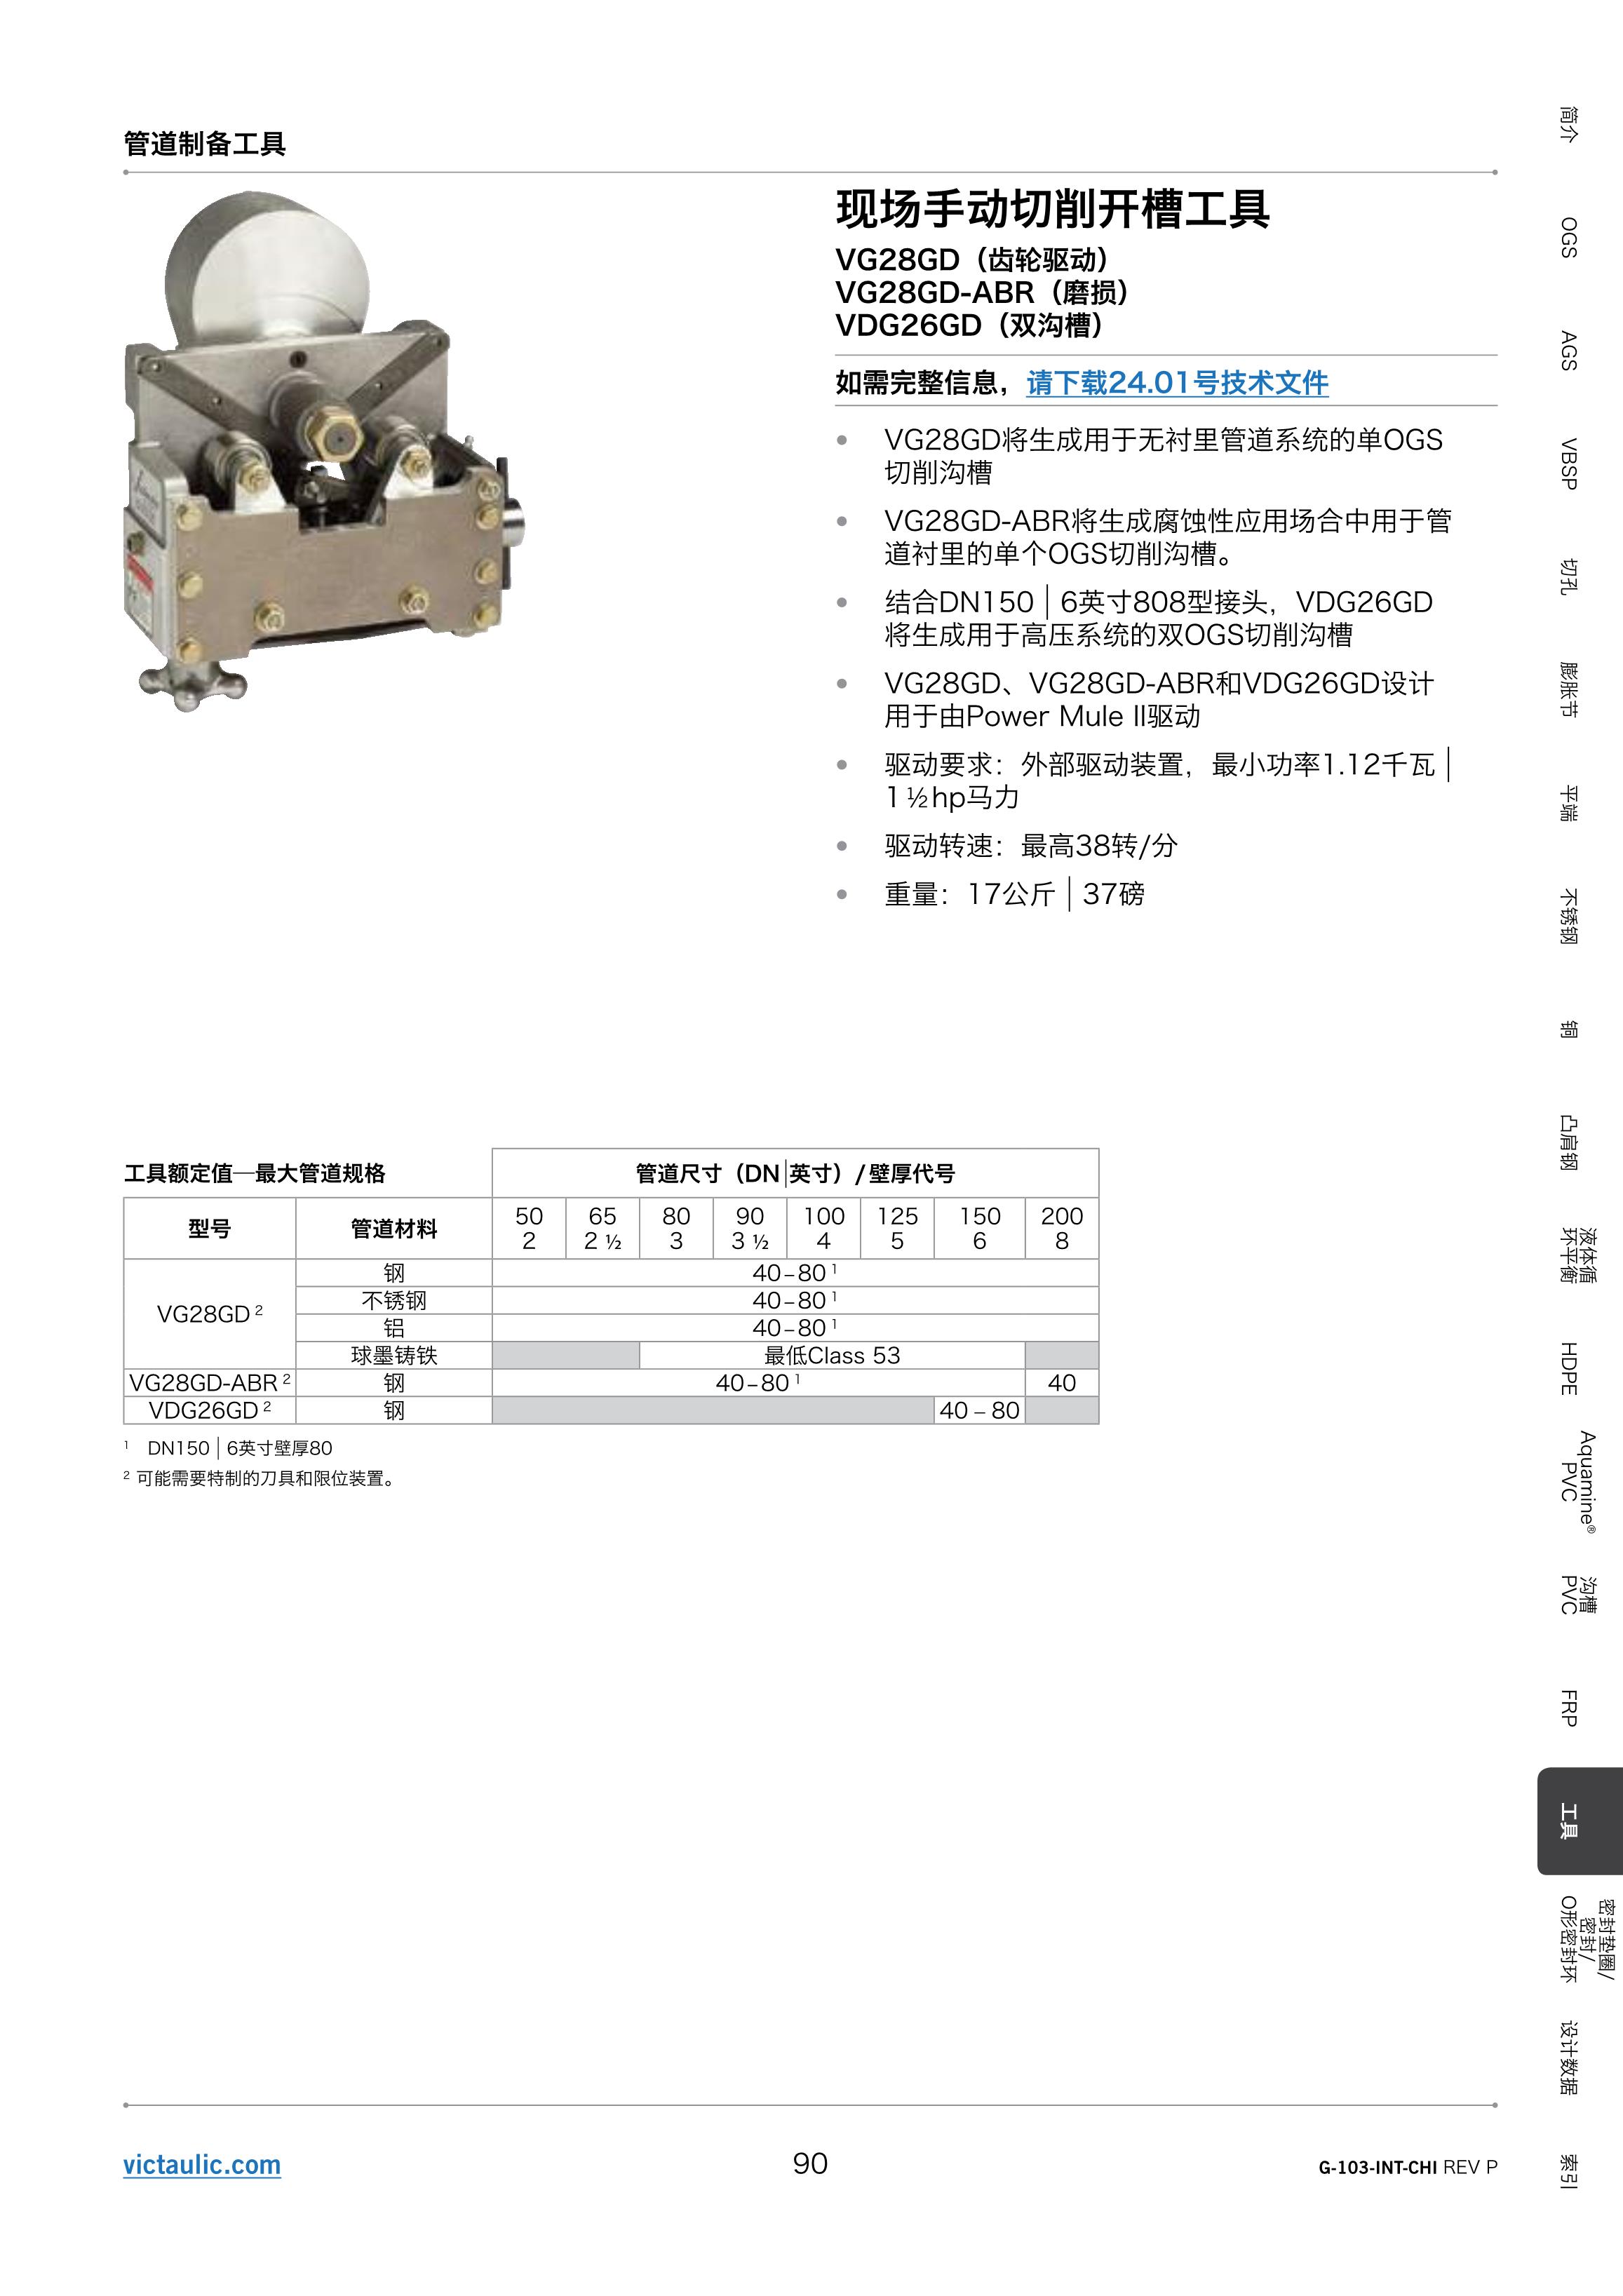 管道制备工具
现场手动切削开槽工具
VG28GD（齿轮驱动）
VG28GD-ABR（磨损）
VDG26GD（双沟槽）
如需完整信息，请下载24.01号技术文件
• VG28GD将生成用于无衬里管道系统的单OGS
切削沟槽
• VG28GD-ABR将生成腐蚀性应用场合中用于管
道衬里的单个OGS切削沟槽。
• 结合DN150 | 6英寸808型接头，VDG26GD
将生成用于高压系统的双OGS切削沟槽
• VG28GD、VG28GD-ABR和VDG26GD设计
用于由Power Mule II驱动
• 驱动要求：外部驱动装置，最小功率1.12千瓦 |
1 ½hp马力
• 驱动转速：最高38转/分
• 重量：17公斤 | 37磅
工具额定值—最大管道规格 管道尺寸（DN|英寸）/壁厚代号
型号 管道材料 50 65 80 90 100 125 150 200
2 2 ½ 3 3 ½ 4 5 6 8
VG28GD ² 钢 40–80 ¹
不锈钢 40–80 ¹
铝 40–80 ¹
球墨铸铁 最低Class 53
VG28GD-ABR ² 钢 40–80 ¹ 40
VDG26GD ² 钢 40 – 80
¹ DN150 | 6英寸壁厚80
² 可能需要特制的刀具和限位装置。
victaulic.com 90 G-103-INT-CHI REV P
简介
OGS
AGS
VBSP
切孔
膨胀节
平端
不锈钢
铜
凸肩钢
液体循
环平衡
HDPE
Aquamine®
PVC
沟槽
PVC
FRP
工具
密封垫圈/
密封/
O形密封环
设计数据
索引